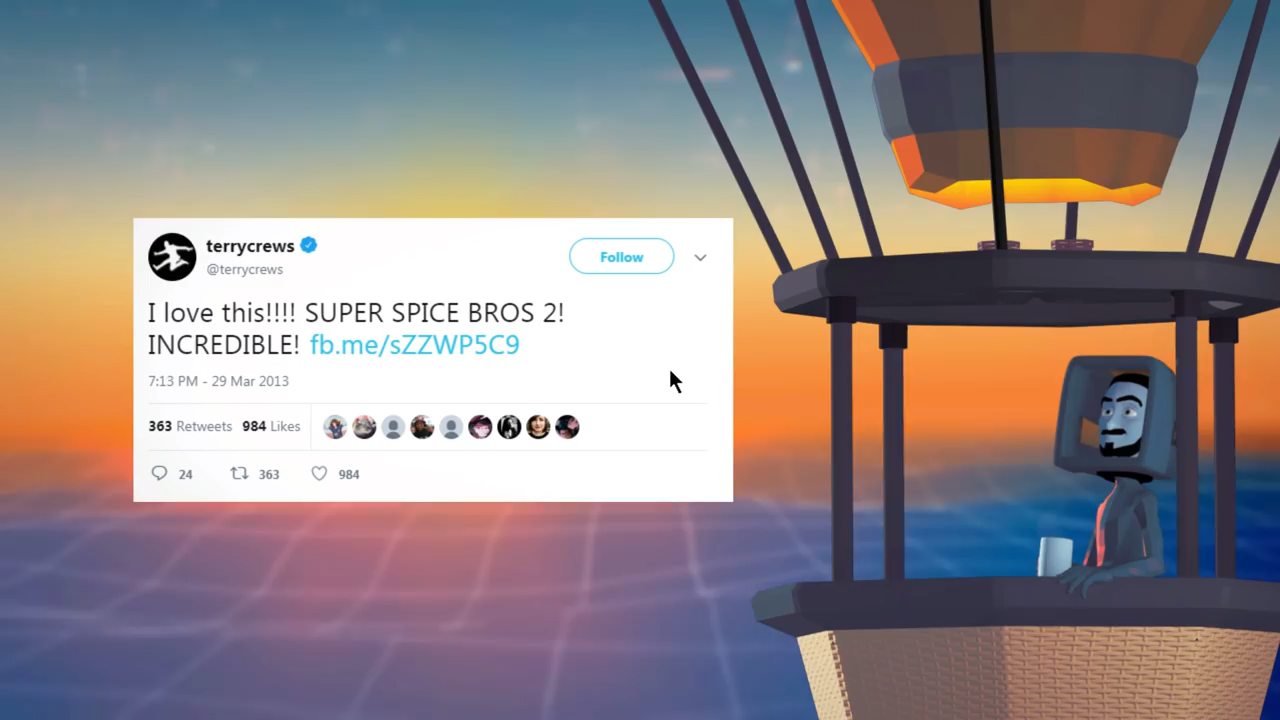 terrycrews
@terrycrews
Follow
I love this!!!! SUPER SPICE BROS 2!
INCREDIBLE! fb.me/sZZWP5C9
7:13 PM - 29 Mar 2013
363 Retweets 984 Likes
24 363 984